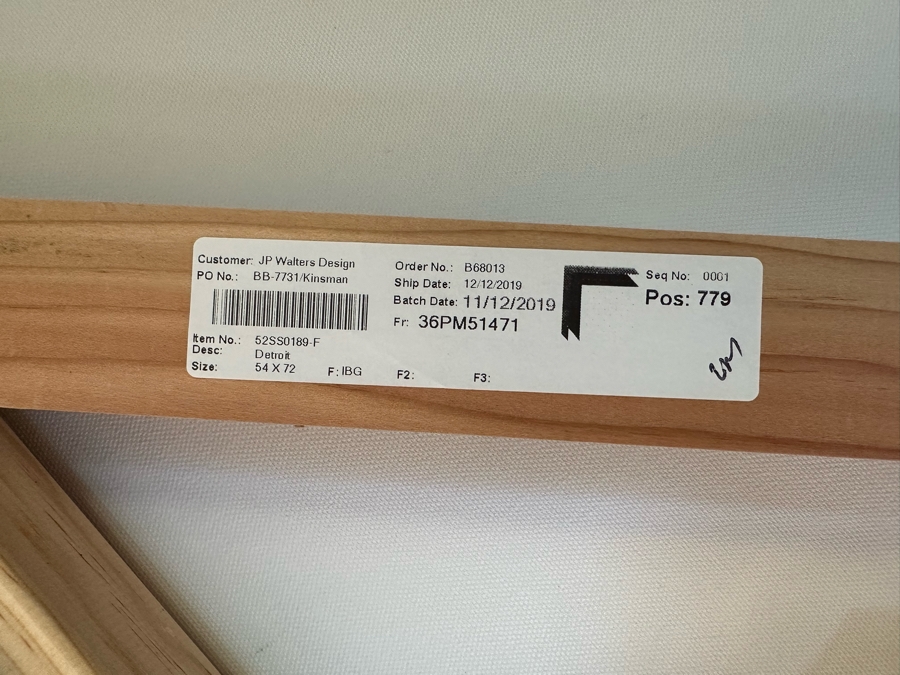 Customer: JP Walters Design
PO No.: BB-7731/Kinsman
Item No.: 52SS0189-F
Desc: Detroit
Size: 54 X 72 F: IBG F2: F3:
Order No.: B68013
Ship Date: 12/12/2019
Batch Date: 11/12/2019
Fr: 36PM51471
Seq No: 0001
Pos: 779